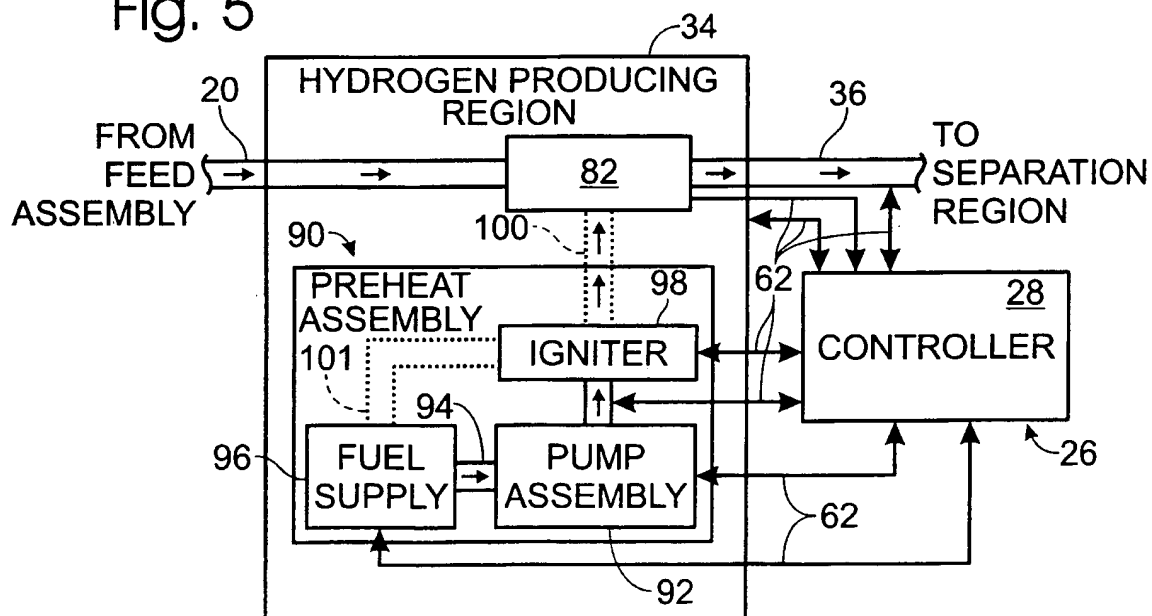 Fig. 5
34
HYDROGEN PRODUCING
REGION
20
36
FROM
FEED
ASSEMBLY
82
TO
SEPARATION
REGION
100
90
62
PREHEAT
ASSEMBLY
98
28
101
IGNITER
CONTROLLER
94
62
96
FUEL
SUPPLY
PUMP
ASSEMBLY
26
62
92